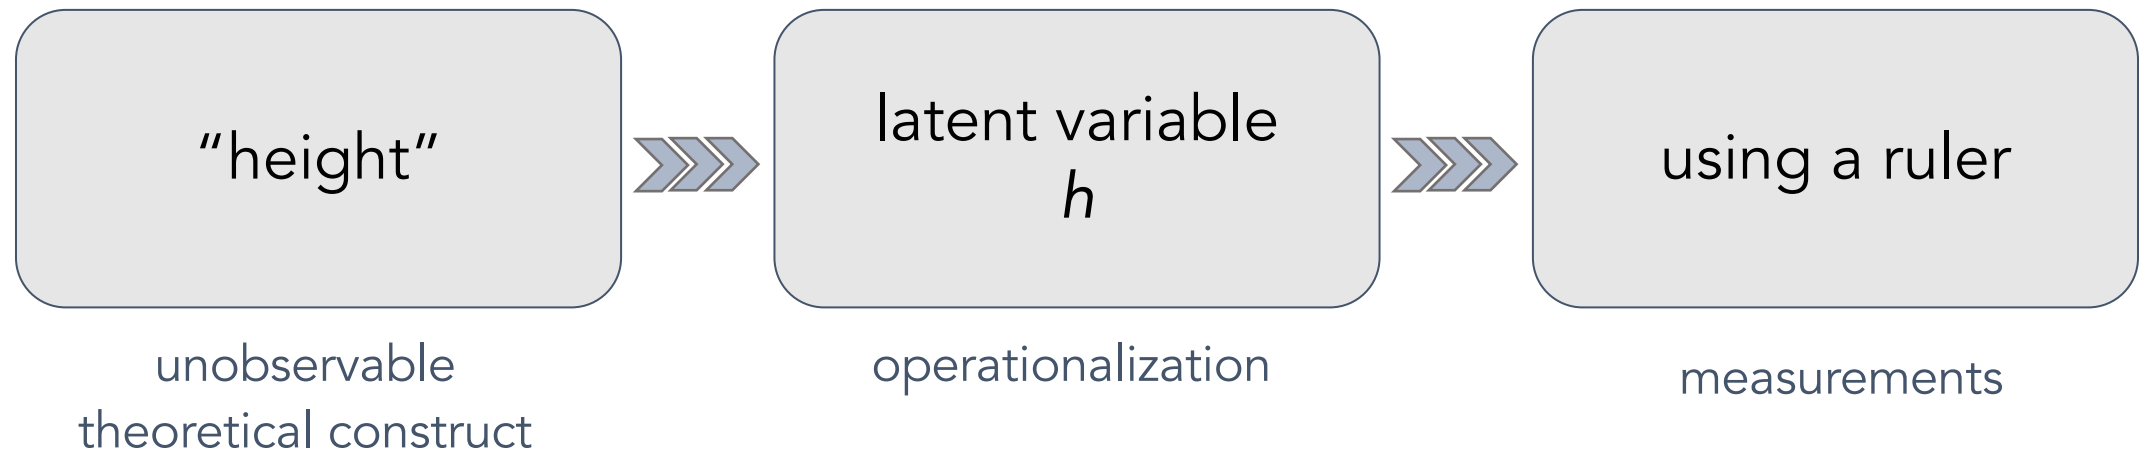 “height”
unobservable
theoretical construct
latent variable
h
operationalization
using a ruler
measurements